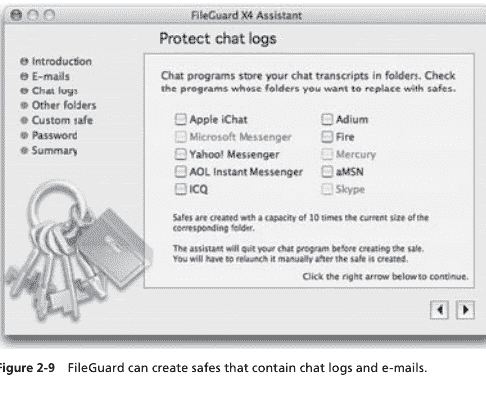 FileGuard X4 Assistant
Protect chat logs
Introduction
E-mails
Chat logs
Other folders
Custom safe
Password
Summary
Chat programs store your chat transcripts in folders. Check
the programs whose folders you want to replace with safes.
Apple iChat
Adium
Microsoft Messenger
Fire
Yahoo! Messenger
Mercury
AOL Instant Messenger
aMSN
ICQ
Skype
Safes are created with a capacity of 10 times the current size of the
corresponding folder.
The assistant will quit your chat program before creating the safe.
You will have to relaunch it manually after the safe is created.
Click the right arrow below to continue.
Figure 2-9 FileGuard can create safes that contain chat logs and e-mails.